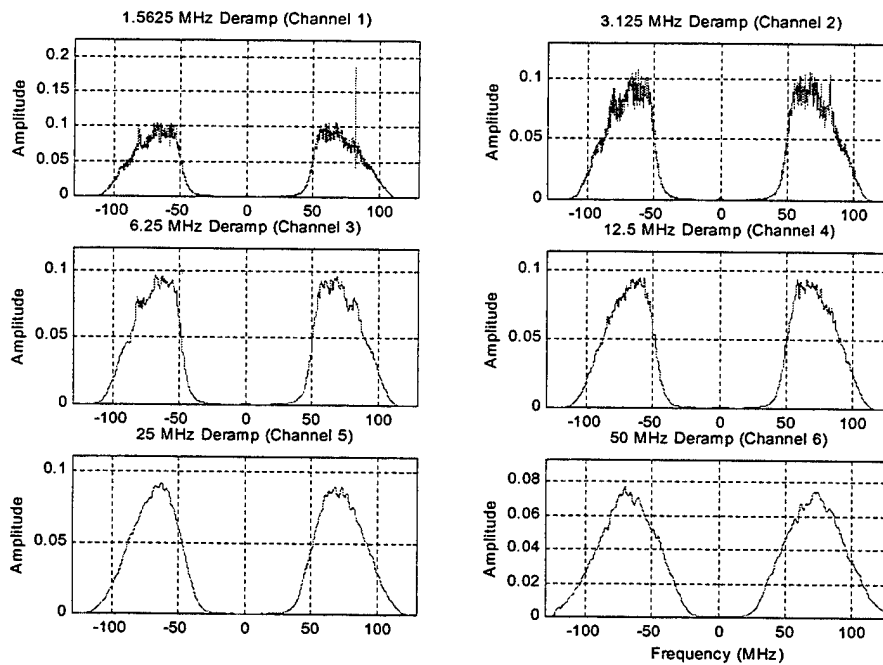 1.5625 MHz Deramp (Channel 1)
Amplitude
0.2
0.15
0.1
0.05
0
-100 -50 0 50 100
3.125 MHz Deramp (Channel 2)
Amplitude
0.1
0.05
0
-100 -50 0 50 100
6.25 MHz Deramp (Channel 3)
Amplitude
0.1
0.05
0
-100 -50 0 50 100
12.5 MHz Deramp (Channel 4)
Amplitude
0.1
0.05
0
-100 -50 0 50 100
25 MHz Deramp (Channel 5)
Amplitude
0.1
0.05
0
-100 -50 0 50 100
50 MHz Deramp (Channel 6)
Amplitude
0.08
0.06
0.04
0.02
0
-100 -50 0 50 100
Frequency (MHz)